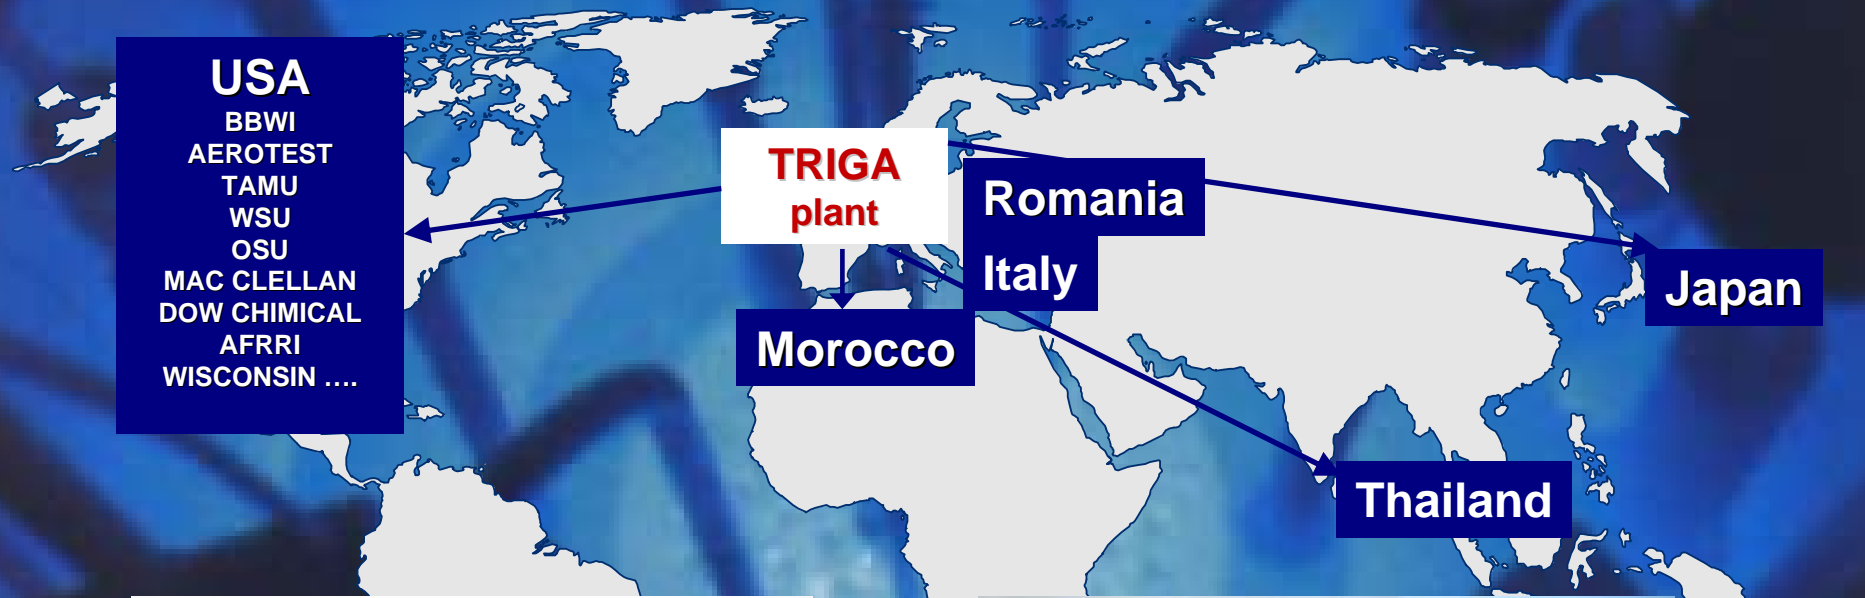 USA
BBWI
AEROTEST
TAMU
WSU
OSU
MAC CLELLAN
DOW CHIMICAL
AFRRI
WISCONSIN ....
TRIGA
plant
Romania
Italy
Morocco
Japan
Thailand